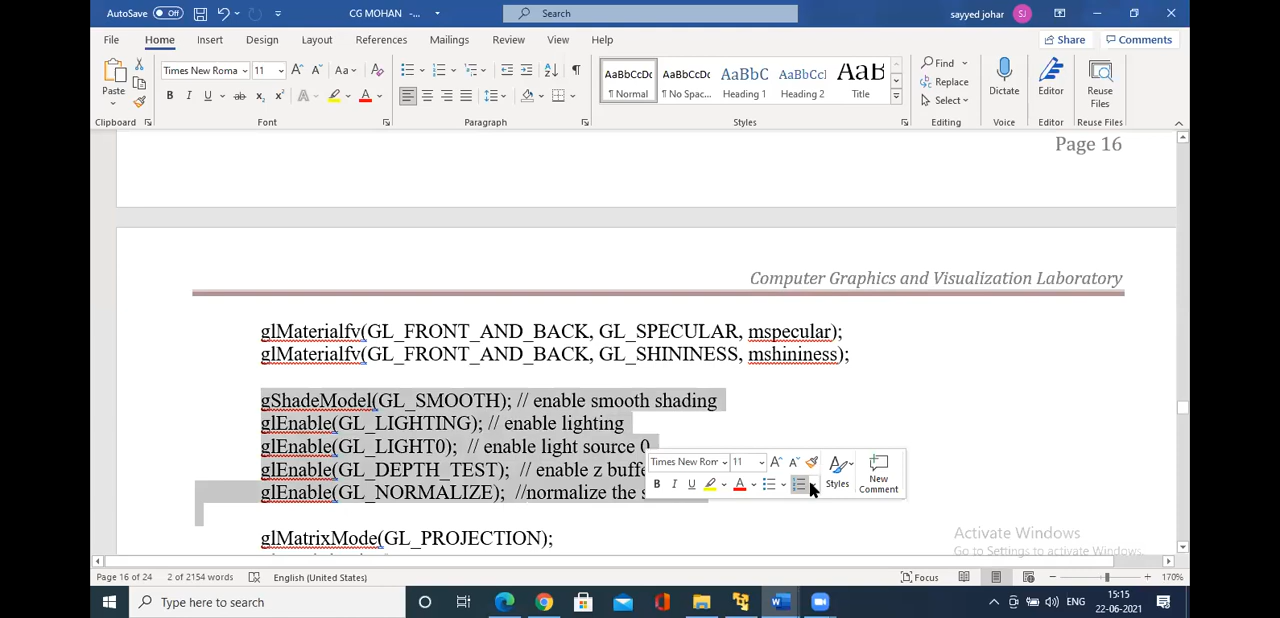 AutoSave Off CG MOHAN -... Search sayyed johar SJ
File Home Insert Design Layout References Mailings Review View Help Share Comments
Times New Roma 11 A^ A˅ Aa AaBbCcDc AaBbCcDc AaBbC AaBbCcl AaB Find
Paste B I U ab x₂ x² A A ¶ Normal ¶ No Spac... Heading 1 Heading 2 Title Replace Dictate Editor Reuse
Select Files
Clipboard Font Paragraph Styles Editing Voice Editor Reuse Files
Page 16
Computer Graphics and Visualization Laboratory
glMaterialfv(GL_FRONT_AND_BACK, GL_SPECULAR, mspecular);
glMaterialfv(GL_FRONT_AND_BACK, GL_SHININESS, mshininess);
gShadeModel(GL_SMOOTH); // enable smooth shading
glEnable(GL_LIGHTING); // enable lighting
glEnable(GL_LIGHT0); // enable light source 0
glEnable(GL_DEPTH_TEST); // enable z buffe
glEnable(GL_NORMALIZE); //normalize the s
Times New Rom 11 A^ A˅
B I U A Styles New
Comment
glMatrixMode(GL_PROJECTION);
Activate Windows
Go to Settings to activate Windows.
Page 16 of 24 2 of 2154 words English (United States) Focus 170%
Type here to search ENG 15:15
22-06-2021